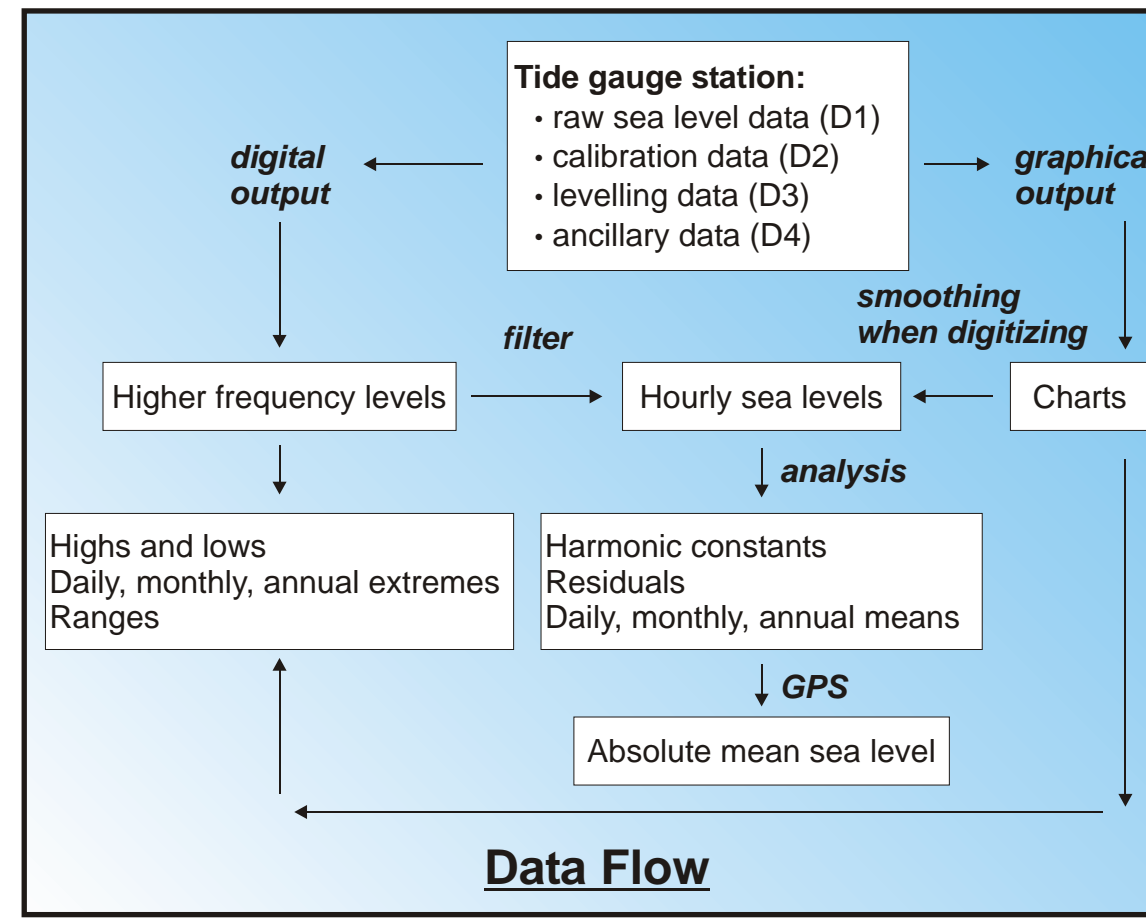 Tide gauge station:
• raw sea level data (D1)
• calibration data (D2)
• levelling data (D3)
• ancillary data (D4)
digital
output
graphica
output
smoothing
when digitizing
filter
Higher frequency levels
Hourly sea levels
Charts
analysis
Highs and lows
Daily, monthly, annual extremes
Ranges
Harmonic constants
Residuals
Daily, monthly, annual means
GPS
Absolute mean sea level
Data Flow